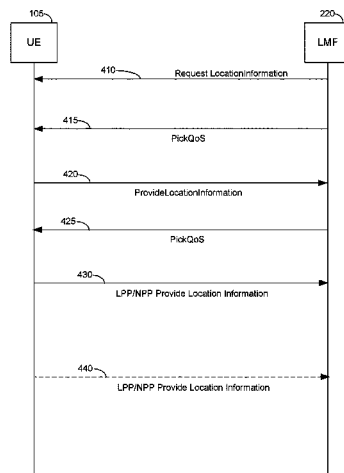 105
220
UE
LMF
410
Request LocationInformation
415
PickQoS
420
ProvideLocationInformation
425
PickQoS
430
LPP/NPP Provide Location Information
440
LPP/NPP Provide Location Information